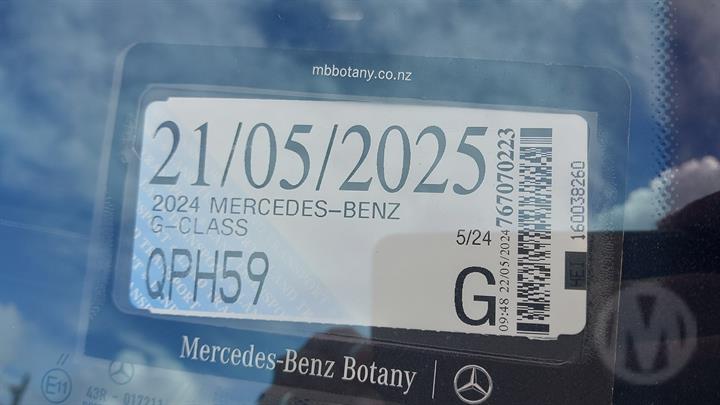 mbbotany.co.nz
21/05/2025
2024 MERCEDES-BENZ
G-CLASS
5/24
QPH59
G
09:48 22/05/2024
767070223
160038260
Mercedes-Benz Botany
E11
M